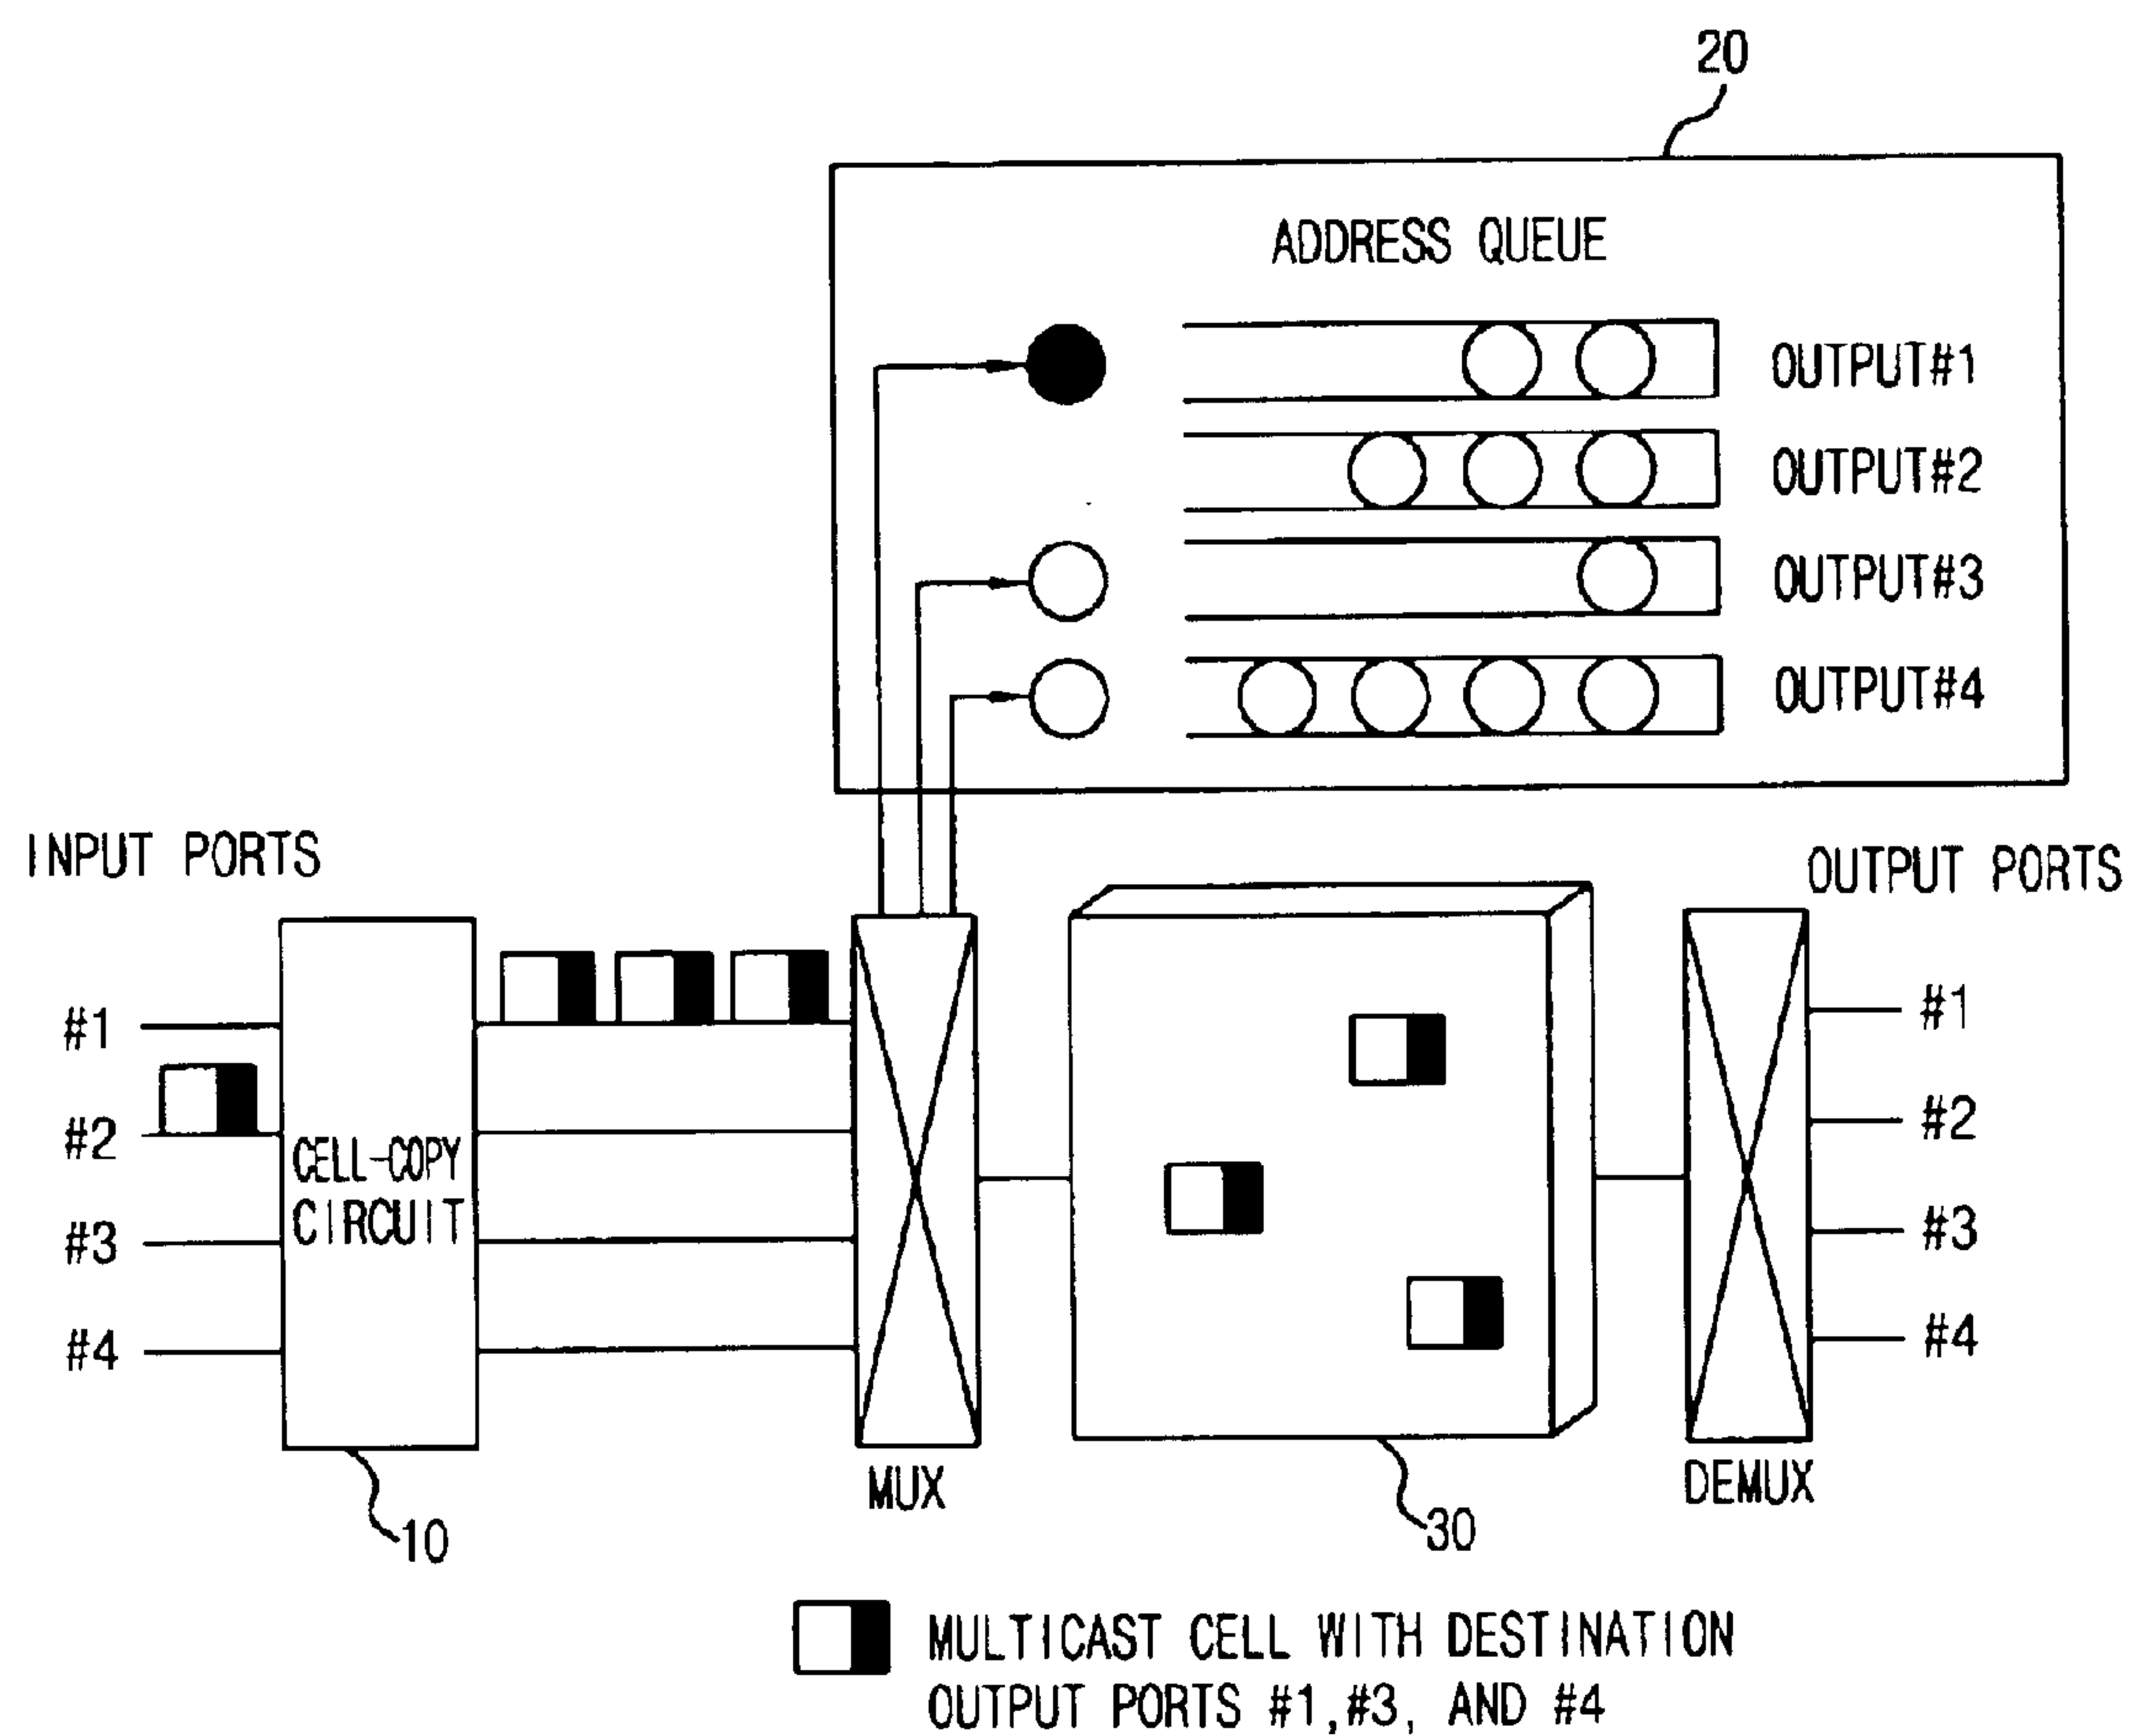 20
ADDRESS QUEUE
OUTPUT#1
OUTPUT#2
OUTPUT#3
OUTPUT#4
INPUT PORTS
OUTPUT PORTS
#1
#2
#3
#4
CELL-COPY
CIRCUIT
#1
#2
#3
#4
MUX
DEMUX
10
30
MULTICAST CELL WITH DESTINATION
OUTPUT PORTS #1,#3, AND #4